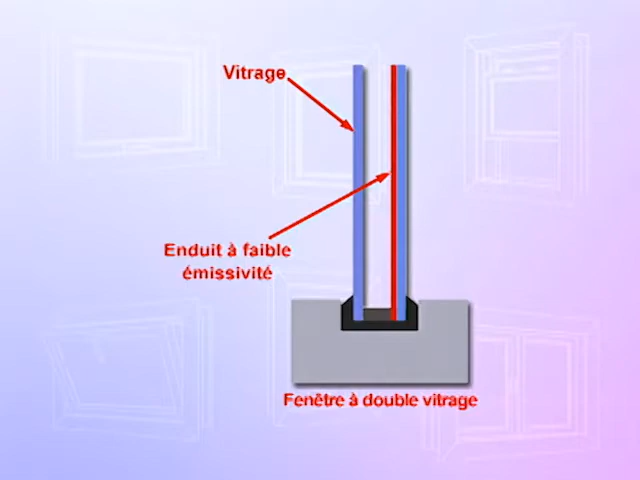 Vitrage
Enduit à faible
émissivité
Fenêtre à double vitrage